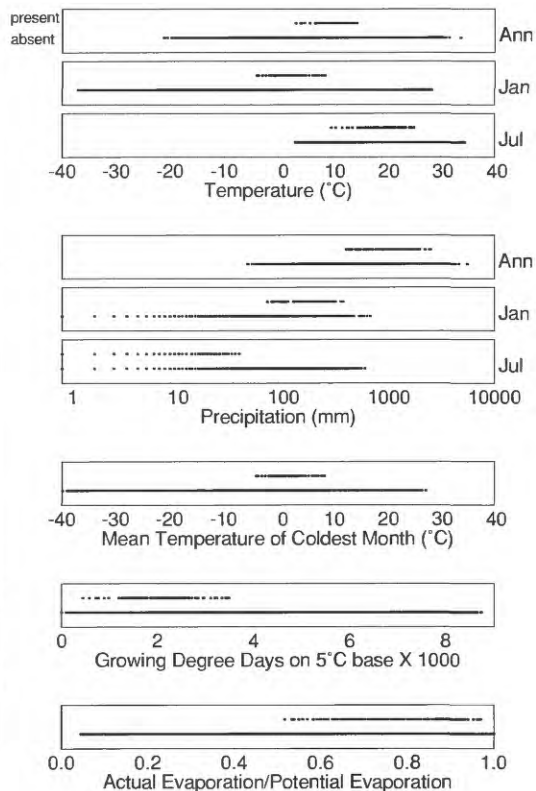 present
absent
Ann
Jan
Jul
-40 -30 -20 -10 0 10 20 30 40
Temperature (˚C)
Ann
Jan
Jul
1 10 100 1000 10000
Precipitation (mm)
-40 -30 -20 -10 0 10 20 30 40
Mean Temperature of Coldest Month (˚C)
0 2 4 6 8
Growing Degree Days on 5˚C base X 1000
0.0 0.2 0.4 0.6 0.8 1.0
Actual Evaporation/Potential Evaporation